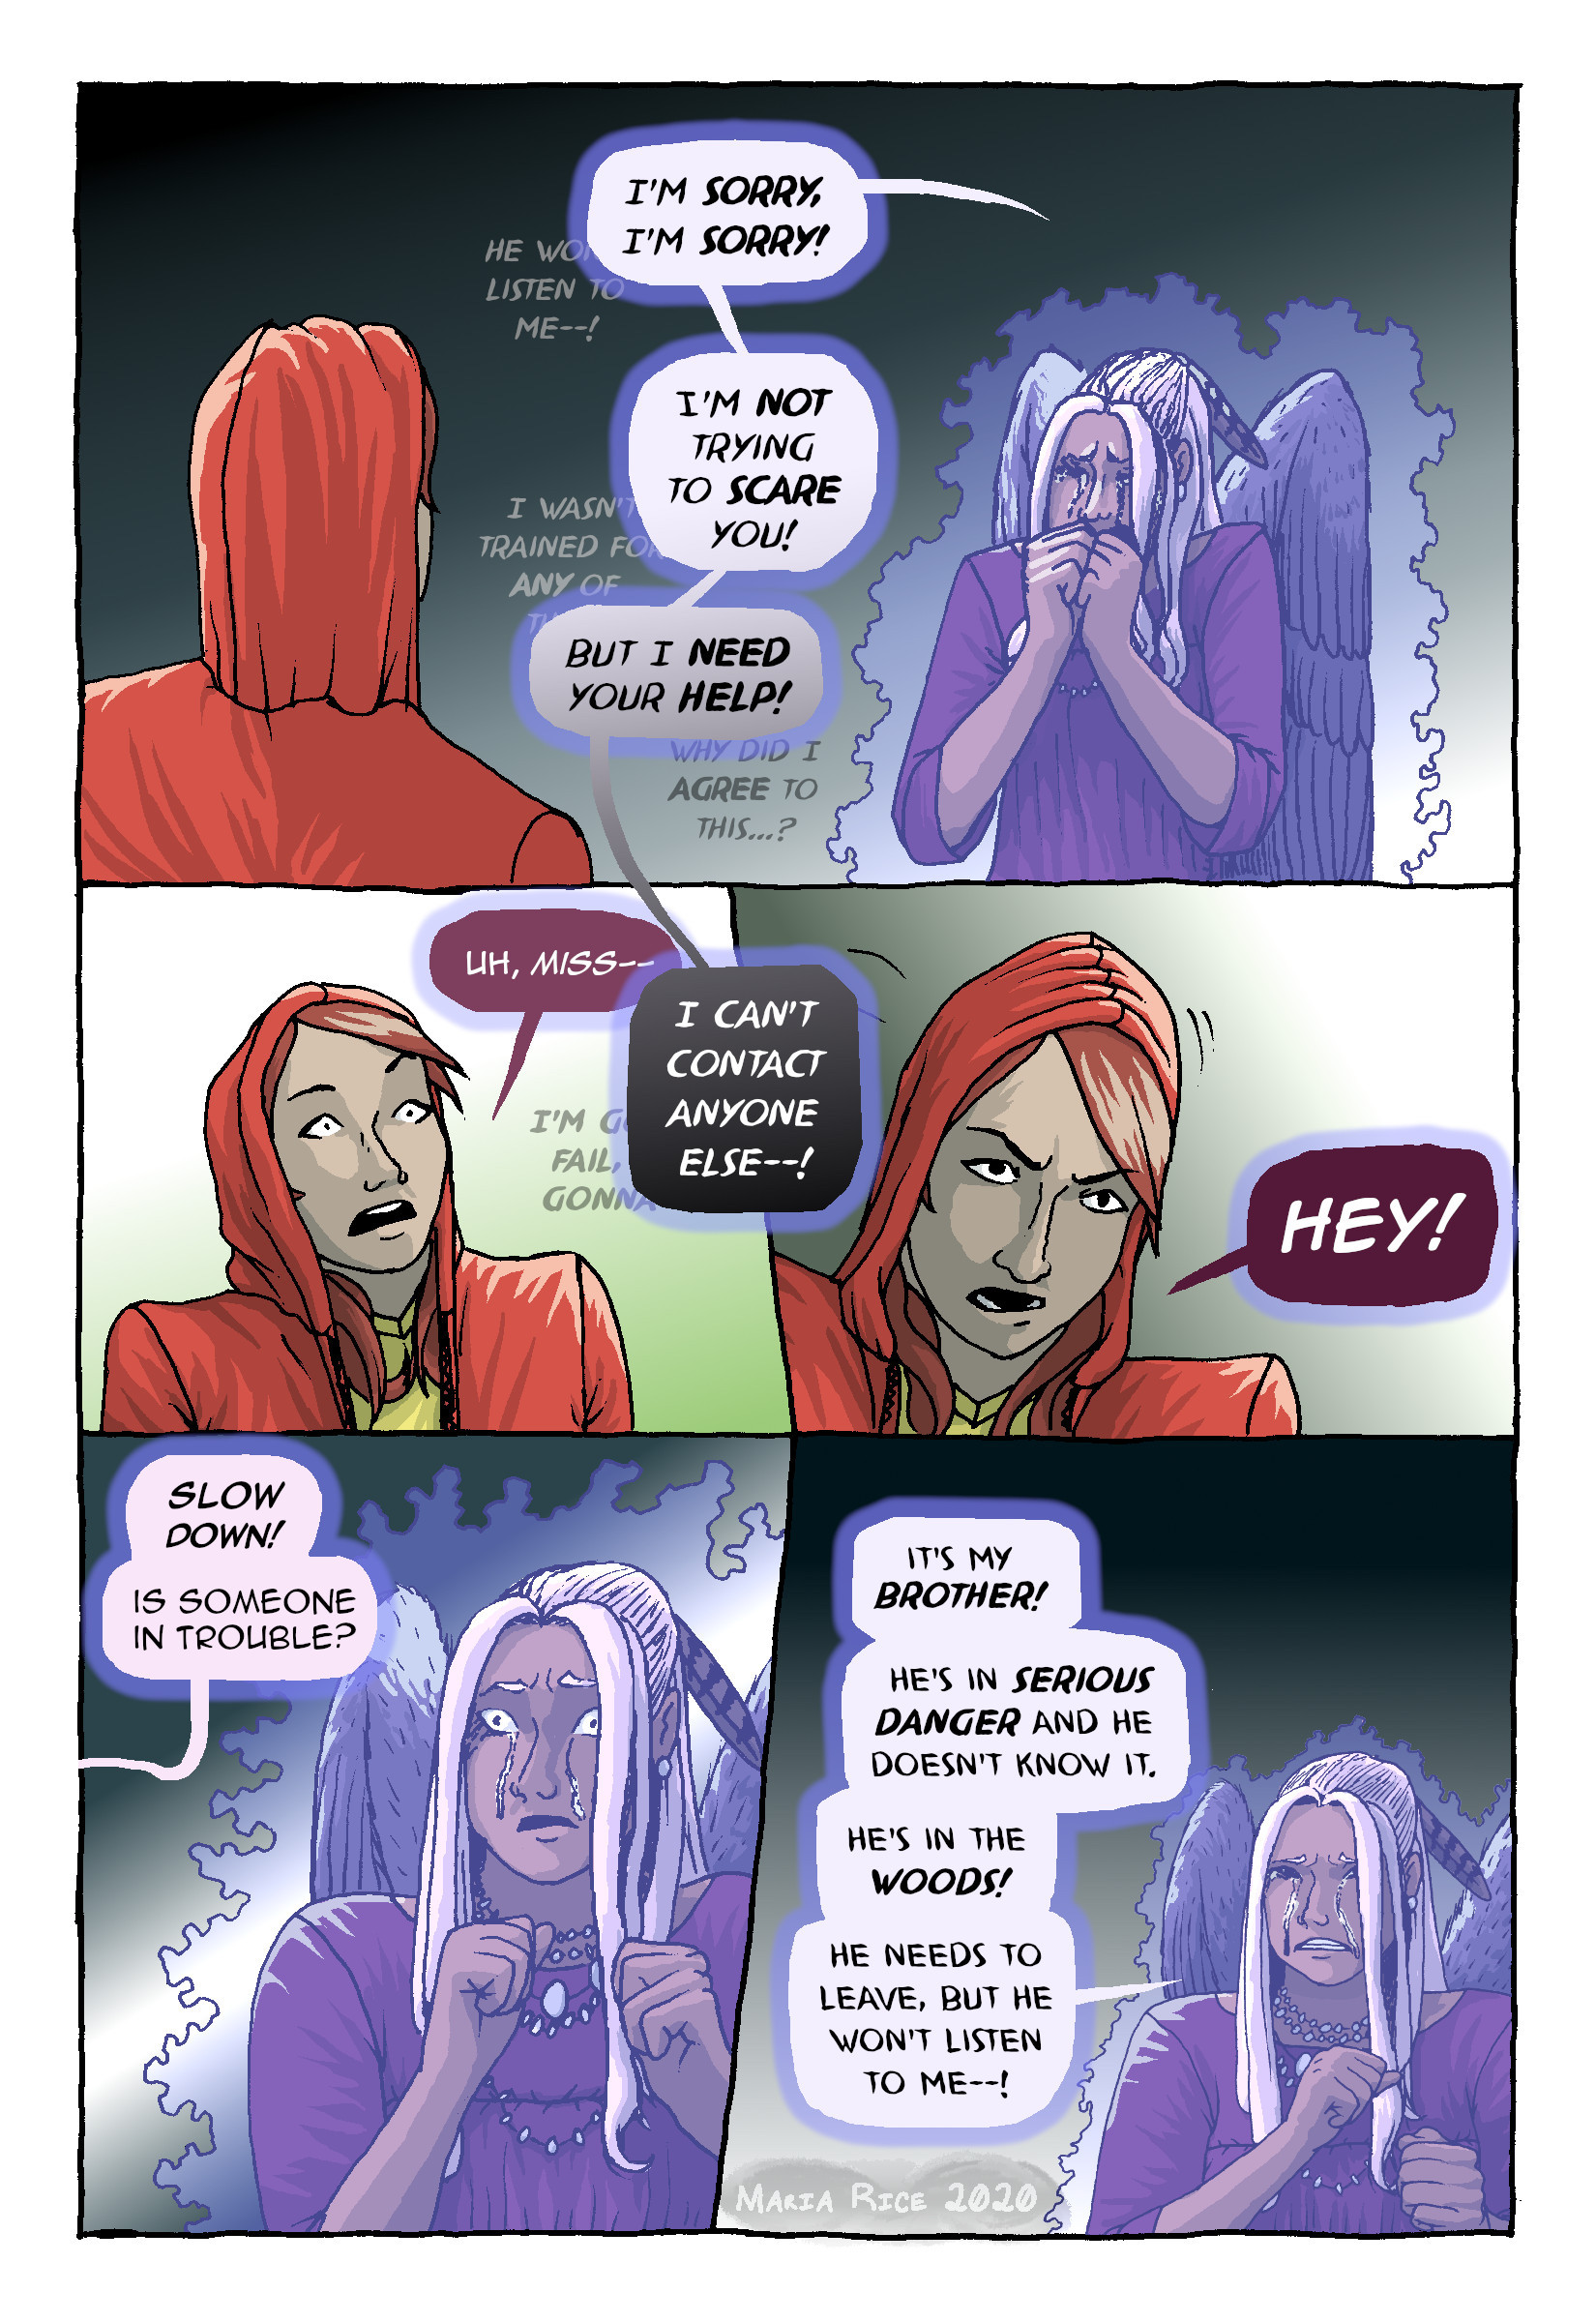 I'M SORRY,
I'M SORRY!
HE
LISTEN TO
ME--!
I'M NOT
TRYING
TO SCARE
YOU!
I WASN'T
TRAINED FOR
ANY OF
BUT I NEED
YOUR HELP!
WHY DID I
AGREE TO
THIS...?
UH, MISS--
I CAN'T
CONTACT
ANYONE
ELSE--!
I'M
FAIL,
GONNA
HEY!
SLOW
DOWN!
IS SOMEONE
IN TROUBLE?
IT'S MY
BROTHER!
HE'S IN SERIOUS
DANGER AND HE
DOESN'T KNOW IT.
HE'S IN THE
WOODS!
HE NEEDS TO
LEAVE, BUT HE
WON'T LISTEN
TO ME--!
MARIA RICE 2020